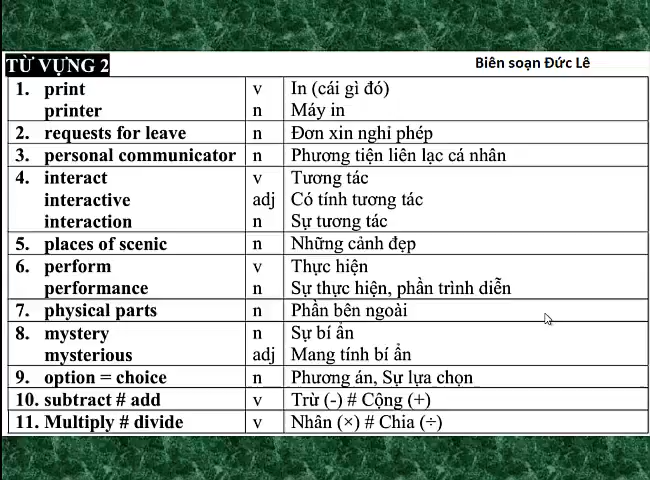 TỪ VỰNG 2 Biên soạn Đức Lê
1. print v In (cái gì đó)
printer n Máy in
2. requests for leave n Đơn xin nghỉ phép
3. personal communicator n Phương tiện liên lạc cá nhân
4. interact v Tương tác
interactive adj Có tính tương tác
interaction n Sự tương tác
5. places of scenic n Những cảnh đẹp
6. perform v Thực hiện
performance n Sự thực hiện, phần trình diễn
7. physical parts n Phần bên ngoài
8. mystery n Sự bí ẩn
mysterious adj Mang tính bí ẩn
9. option = choice n Phương án, Sự lựa chọn
10. subtract # add v Trừ (-) # Cộng (+)
11. Multiply # divide v Nhân (×) # Chia (÷)